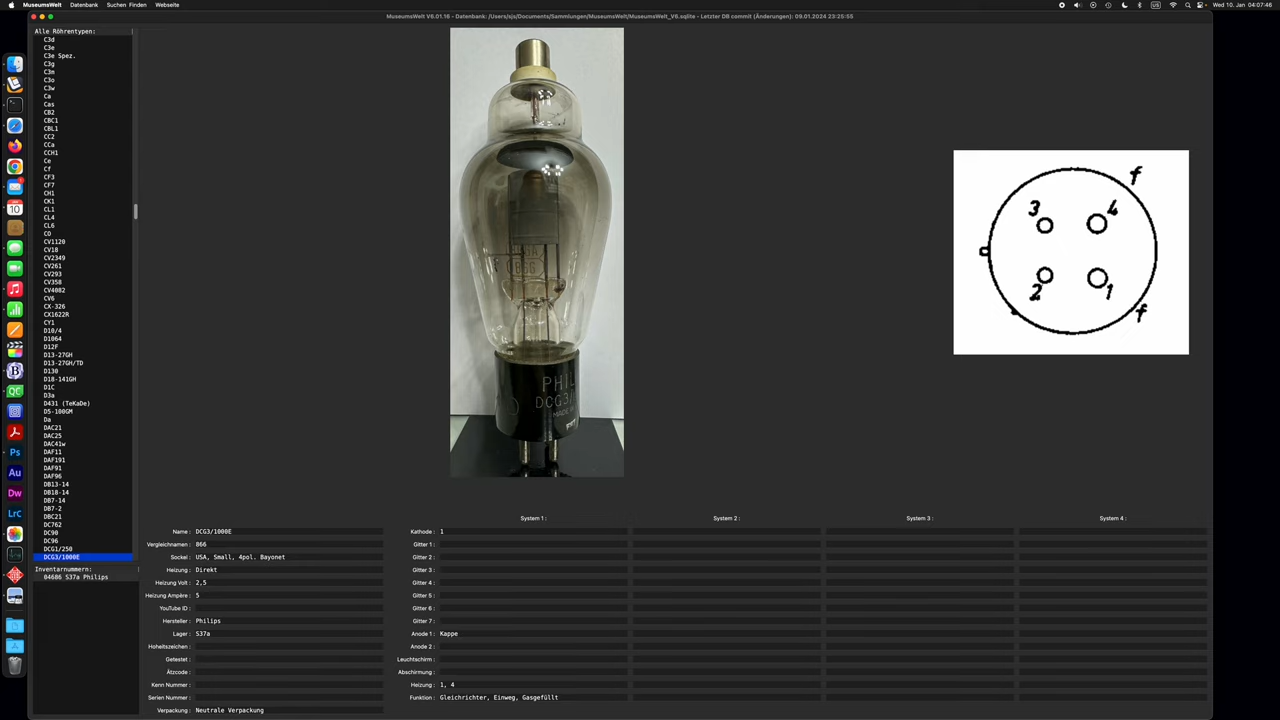 MuseumsWelt Datenbank Suchen Finden Webseite
Wed 10. Jan. 04:07:46
MuseumsWelt V6.01.16 - Datenbank: /Users/sjs/Documents/Sammlungen/MuseumsWelt/MuseumsWelt_V6.sqlite - Letzter DB commit (Änderungen): 09.01.2024 23:25:55
Alle Röhrentypen:
C3d
C3e
C3e Spez.
C3g
C3m
C3o
C3w
Ca
Cas
CB2
CBC1
CBL1
CC2
CCa
CCH1
Ce
Cf
CF3
CF7
CH1
CK1
CL1
CL4
CL6
CO
CV1120
CV18
CV2349
CV261
CV293
CV358
CV4082
CV6
CX-326
CX1622R
CY1
D10/4
D1064
D12F
D13-27GH
D13-27GH/TD
D130
D18-141GH
D1C
D3a
D431 (TeKaDe)
D5-100GM
Da
DAC21
DAC25
DAC41w
DAF11
DAF191
DAF91
DAF96
DB13-14
DB18-14
DB7-14
DB7-2
DBC21
DC762
DC90
DC96
DCG1/250
DCG3/1000E
Inventarnummern:
04686 S37a Philips
866
PHIL
DCG3/
MADE
3 4 f
2 1 f
System 1 : System 2 : System 3 : System 4 :
Name : DCG3/1000E
Vergleichnamen : 866
Sockel : USA, Small, 4pol. Bayonet
Heizung : Direkt
Heizung Volt : 2,5
Heizung Ampère : 5
YouTube ID :
Hersteller : Philips
Lager : S37a
Hoheitszeichen :
Getestet :
Ätzcode :
Kenn Nummer :
Serien Nummer :
Verpackung : Neutrale Verpackung
Kathode : 1
Gitter 1 :
Gitter 2 :
Gitter 3 :
Gitter 4 :
Gitter 5 :
Gitter 6 :
Gitter 7 :
Anode 1 : Kappe
Anode 2 :
Leuchtschirm :
Abschirmung :
Heizung : 1, 4
Funktion : Gleichrichter, Einweg, Gasgefüllt